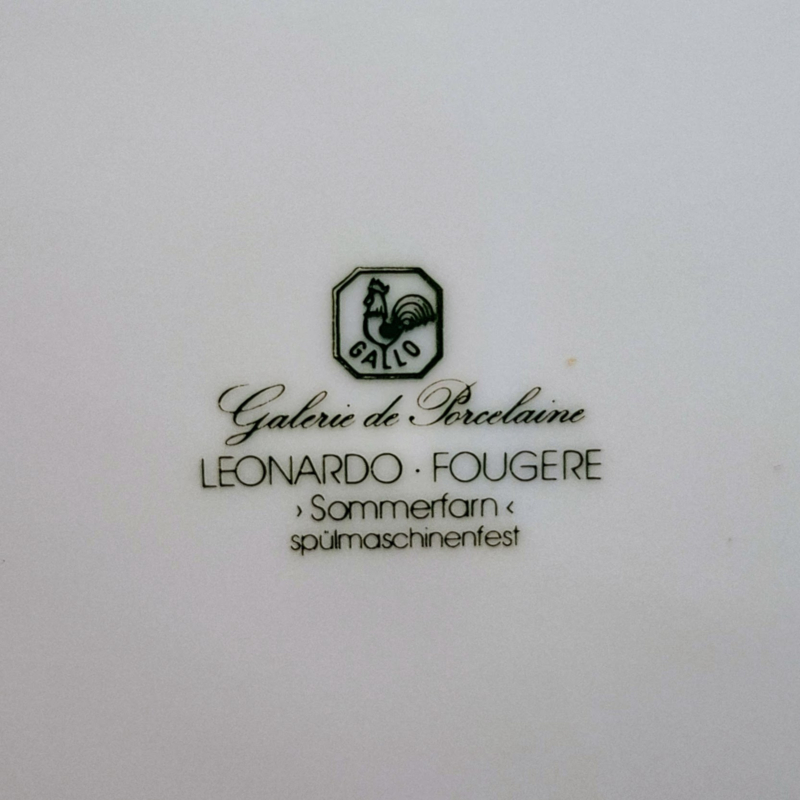 GALLO
Galerie de Porcelaine
LEONARDO · FOUGERE
› Sommerfarn ‹
spülmaschinenfest